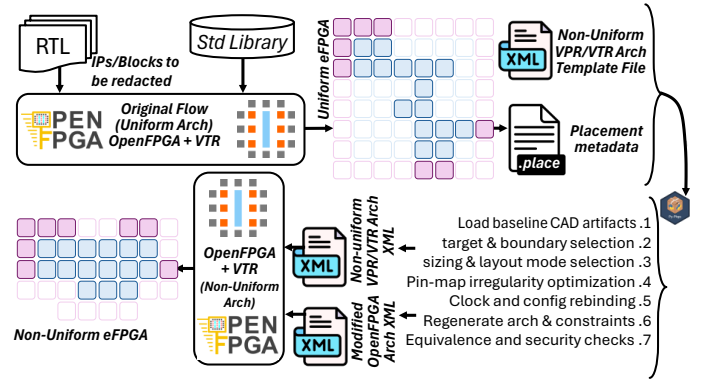 RTL
IPs/Blocks to
be redacted
Std Library
Original Flow
(Uniform Arch)
OpenFPGA + VTR
PEN
FPGA
Uniform eFPGA
XML
Non-Uniform
VPR/VTR Arch
Template File
.place
Placement
metadata
Load baseline CAD artifacts .1
target & boundary selection .2
sizing & layout mode selection .3
Pin-map irregularity optimization .4
Clock and config rebinding .5
Regenerate arch & constraints .6
Equivalence and security checks .7
Non-uniform
VPR/VTR Arch
XML
XML
Modified
OpenFPGA
Arch XML
XML
OpenFPGA
+ VTR
(Non-Uniform
Arch)
PEN
FPGA
Non-Uniform eFPGA